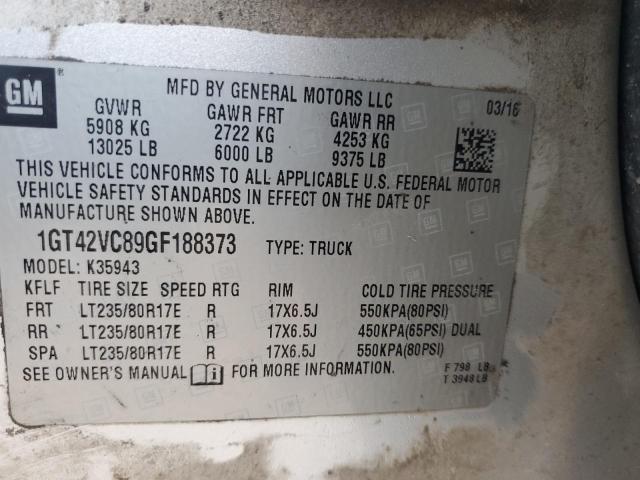 GM
MFD BY GENERAL MOTORS LLC
03/16
GVWR GAWR FRT GAWR RR
5908 KG 2722 KG 4253 KG
13025 LB 6000 LB 9375 LB
THIS VEHICLE CONFORMS TO ALL APPLICABLE U.S. FEDERAL MOTOR
VEHICLE SAFETY STANDARDS IN EFFECT ON THE DATE OF
MANUFACTURE SHOWN ABOVE.
1GT42VC89GF188373 TYPE: TRUCK
MODEL: K35943
KFLF TIRE SIZE SPEED RTG RIM COLD TIRE PRESSURE
FRT LT235/80R17E R 17X6.5J 550KPA(80PSI)
RR LT235/80R17E R 17X6.5J 450KPA(65PSI) DUAL
SPA LT235/80R17E R 17X6.5J 550KPA(80PSI)
SEE OWNER'S MANUAL FOR MORE INFORMATION.
F 798 LB
T 3948 LB